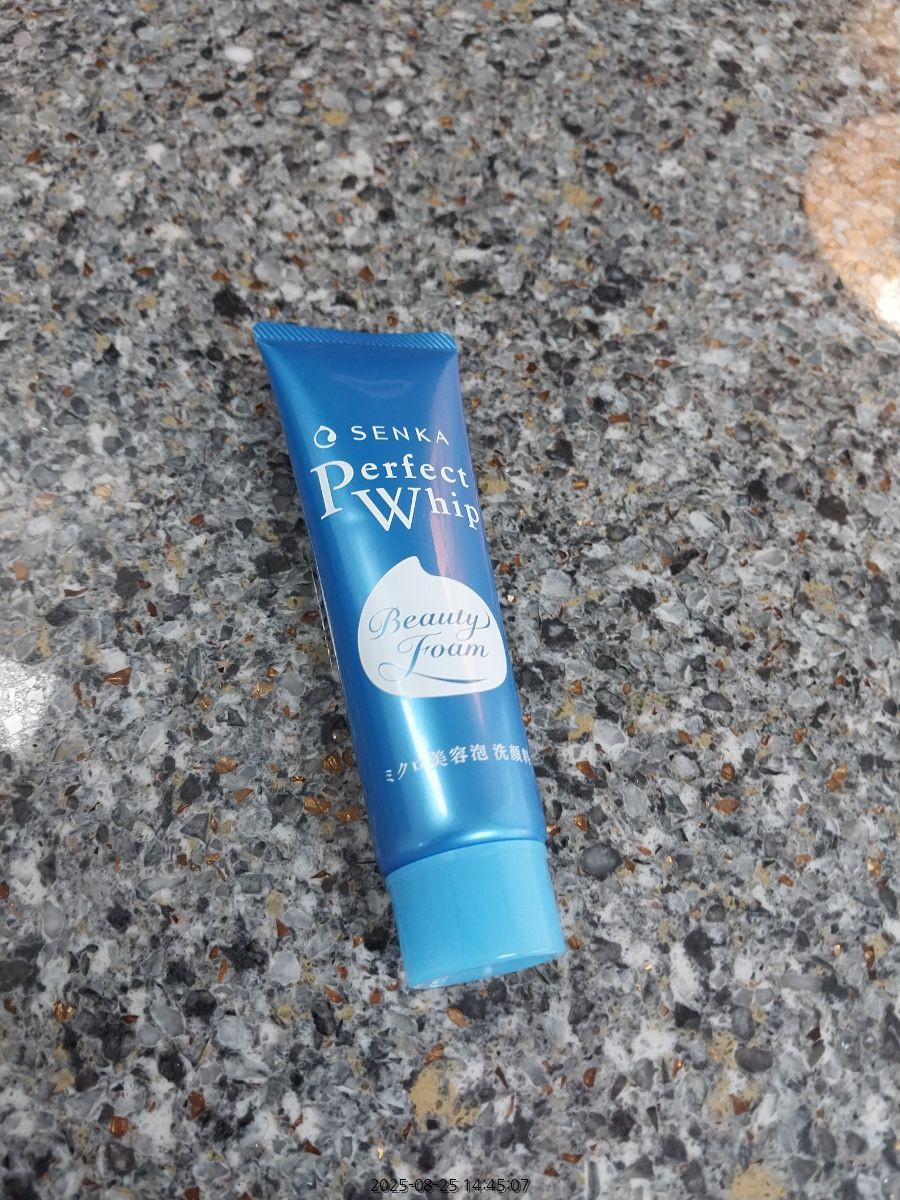 SENKA
Perfect
Whip
Beauty
Foam
ミクロ美容泡 洗顔料
2025-08-25 14:45:07